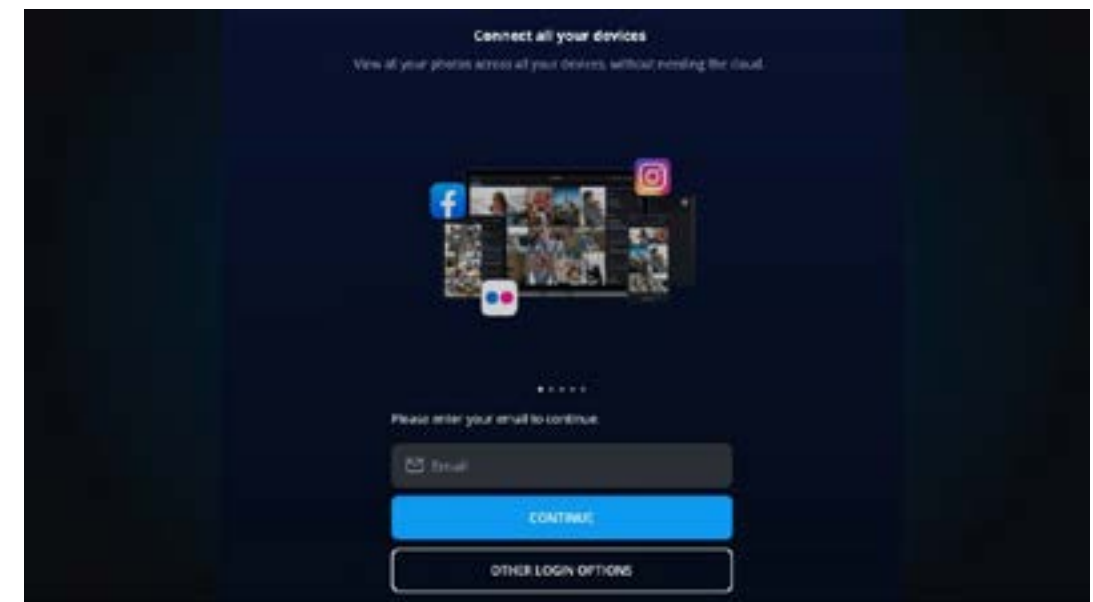 Connect all your devices
View all your photos across all your devices, without needing the cloud.
Please enter your email to continue
Email
CONTINUE
OTHER LOGIN OPTIONS